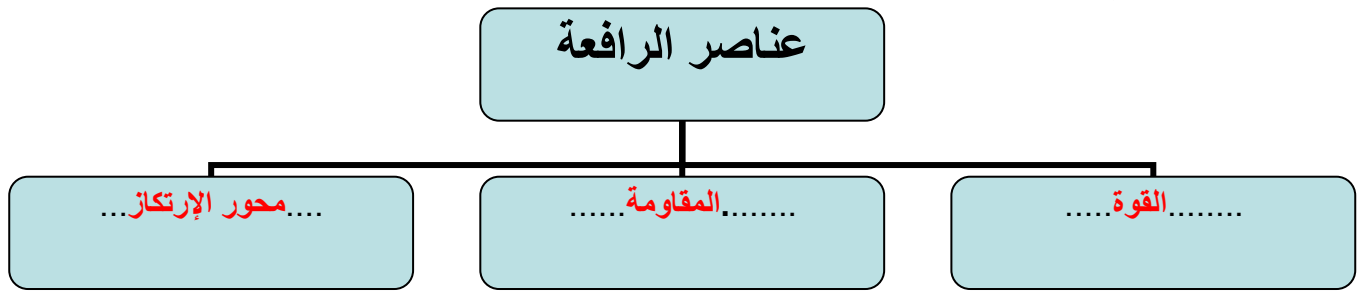 عناصر الرافعة
........القوة.....
........المقاومة......
....محور الإرتكاز...